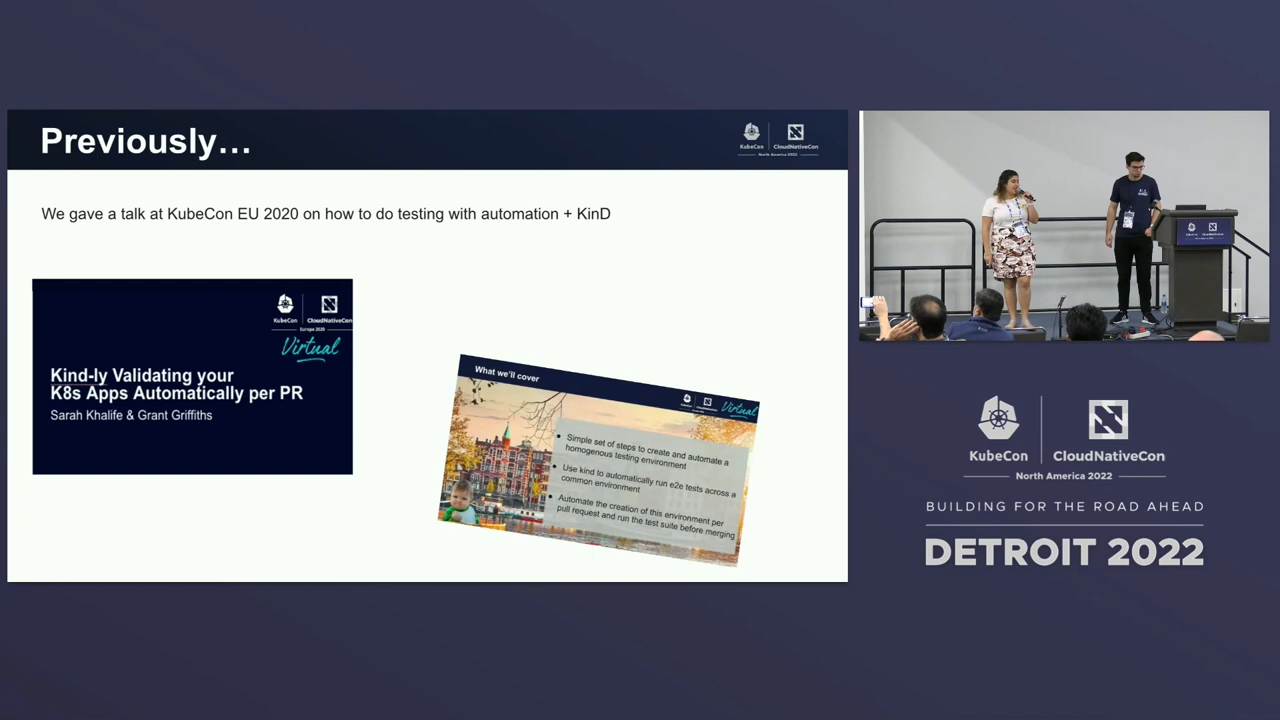 Previously…
KubeCon
CloudNativeCon
North America 2022
We gave a talk at KubeCon EU 2020 on how to do testing with automation + KinD
KubeCon
CloudNativeCon
Europe 2020
Virtual
Kind-ly Validating your
K8s Apps Automatically per PR
Sarah Khalife & Grant Griffiths
What we'll cover
Virtual
Simple set of steps to create and automate a
homogenous testing environment
Use kind to automatically run e2e tests across a
common environment
Automate the creation of this environment per
pull request and run the test suite before merging
KubeCon
CloudNativeCon
North America 2022
BUILDING FOR THE ROAD AHEAD
DETROIT 2022